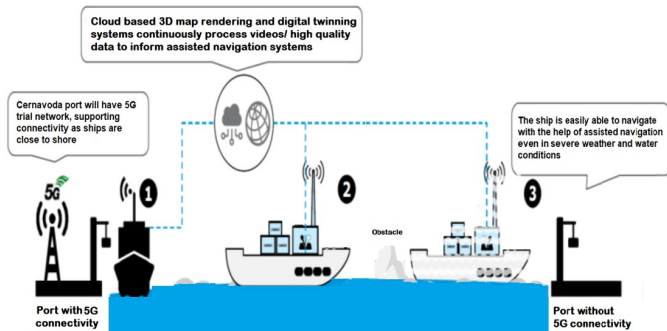 Cloud based 3D map rendering and digital twinning
systems continuously process videos/ high quality
data to inform assisted navigation systems
Cernavoda port will have 5G
trial network, supporting
connectivity as ships are
close to shore
The ship is easily able to navigate
with the help of assisted navigation
even in severe weather and water
conditions
5G
1
2
3
Obstacle
Port with 5G
connectivity
Port without
5G connectivity